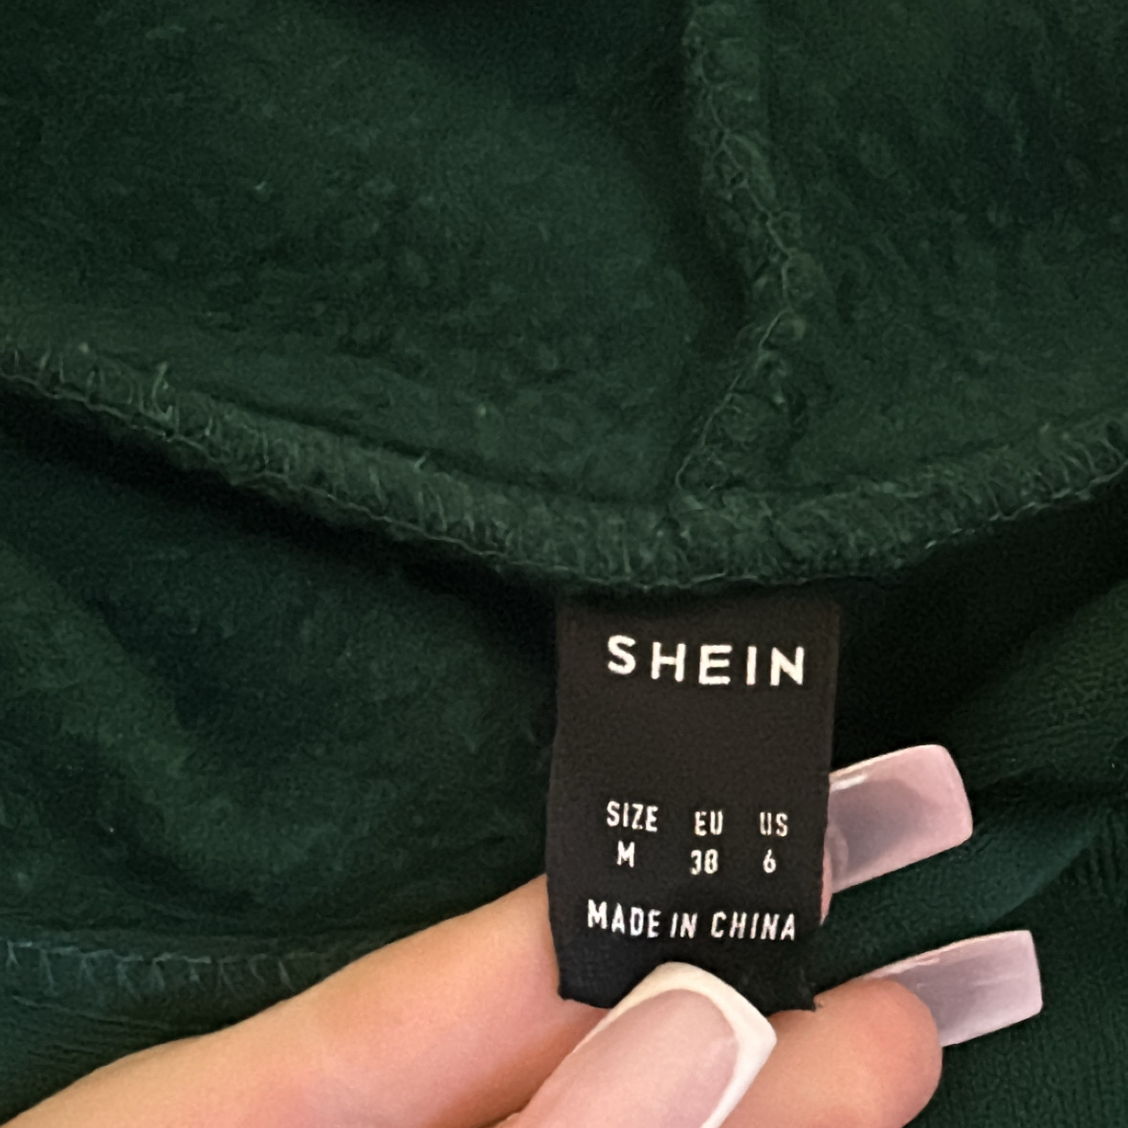 SHEIN
SIZE EU US
M 38 6
MADE IN CHINA